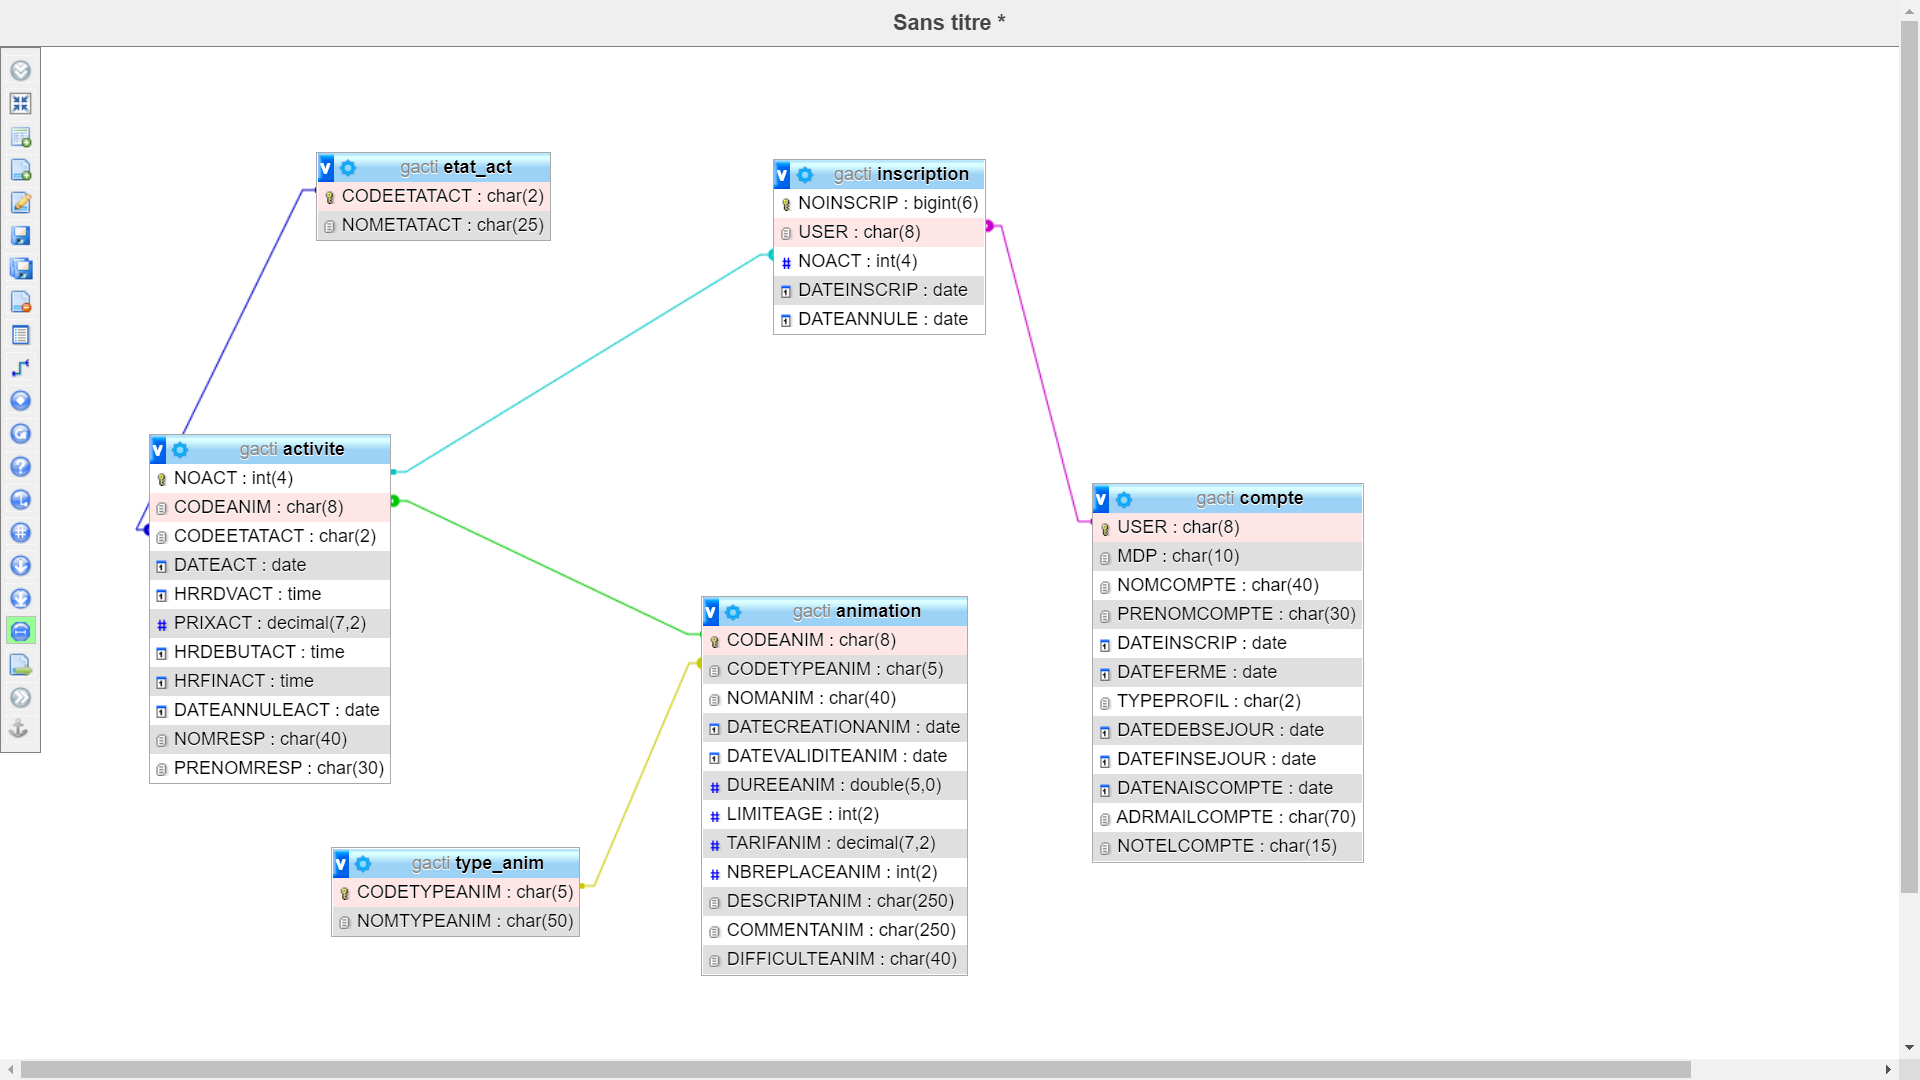 Sans titre *
gacti etat_act
CODEETATACT : char(2)
NOMETATACT : char(25)
gacti inscription
NOINSCRIP : bigint(6)
USER : char(8)
NOACT : int(4)
DATEINSCRIP : date
DATEANNULE : date
gacti activite
NOACT : int(4)
CODEANIM : char(8)
CODEETATACT : char(2)
DATEACT : date
HRRDVACT : time
PRIXACT : decimal(7,2)
HRDEBUTACT : time
HRFINACT : time
DATEANNULEACT : date
NOMRESP : char(40)
PRENOMRESP : char(30)
gacti compte
USER : char(8)
MDP : char(10)
NOMCOMPTE : char(40)
PRENOMCOMPTE : char(30)
DATEINSCRIP : date
DATEFERME : date
TYPEPROFIL : char(2)
DATEDEBSEJOUR : date
DATEFINSEJOUR : date
DATENAISCOMPTE : date
ADRMAILCOMPTE : char(70)
NOTELCOMPTE : char(15)
gacti animation
CODEANIM : char(8)
CODETYPEANIM : char(5)
NOMANIM : char(40)
DATECREATIONANIM : date
DATEVALIDITEANIM : date
DUREEANIM : double(5,0)
LIMITEAGE : int(2)
TARIFANIM : decimal(7,2)
NBREPLACEANIM : int(2)
DESCRIPTANIM : char(250)
COMMENTANIM : char(250)
DIFFICULTEANIM : char(40)
gacti type_anim
CODETYPEANIM : char(5)
NOMTYPEANIM : char(50)